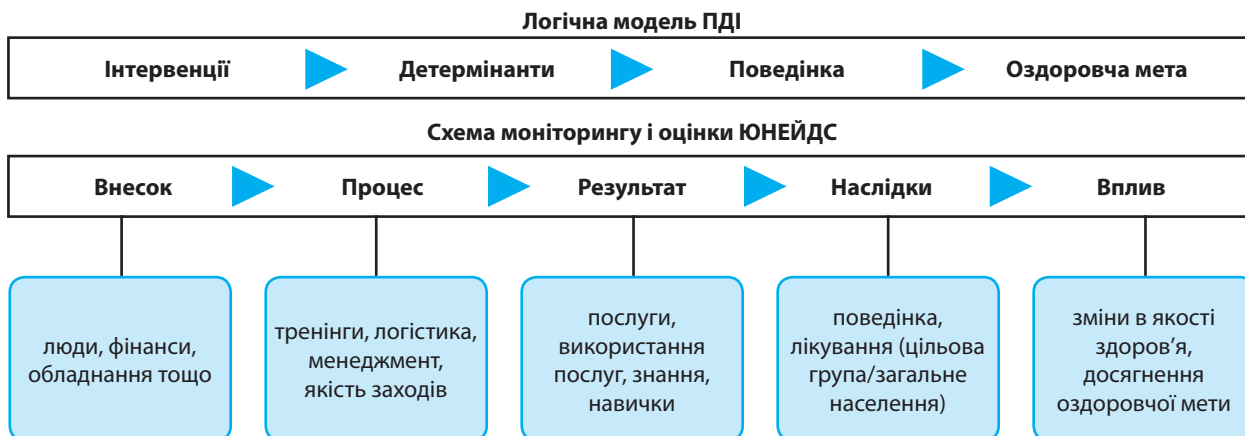 Логічна модель ПДІ
Інтервенції Детермінанти Поведінка Оздоровча мета
Схема моніторингу і оцінки ЮНЕЙДС
Внесок Процес Результат Наслідки Вплив
люди, фінанси,
обладнання тощо
тренінги, логістика,
менеджмент,
якість заходів
послуги,
використання
послуг, знання,
навички
поведінка,
лікування (цільова
група/загальне
населення)
зміни в якості
здоров’я,
досягнення
оздоровчої мети